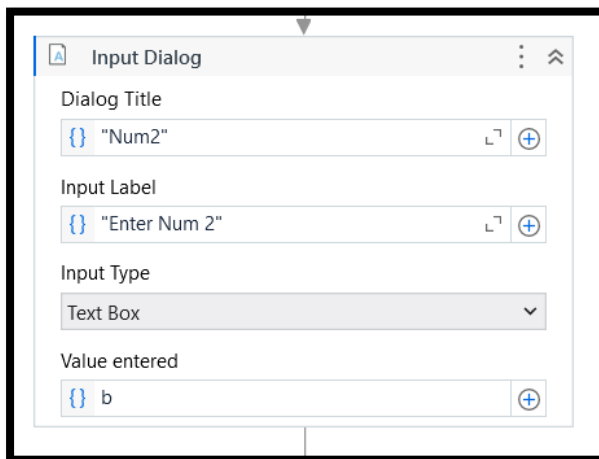 Input Dialog
Dialog Title
{} "Num2"
Input Label
{} "Enter Num 2"
Input Type
Text Box
Value entered
{} b